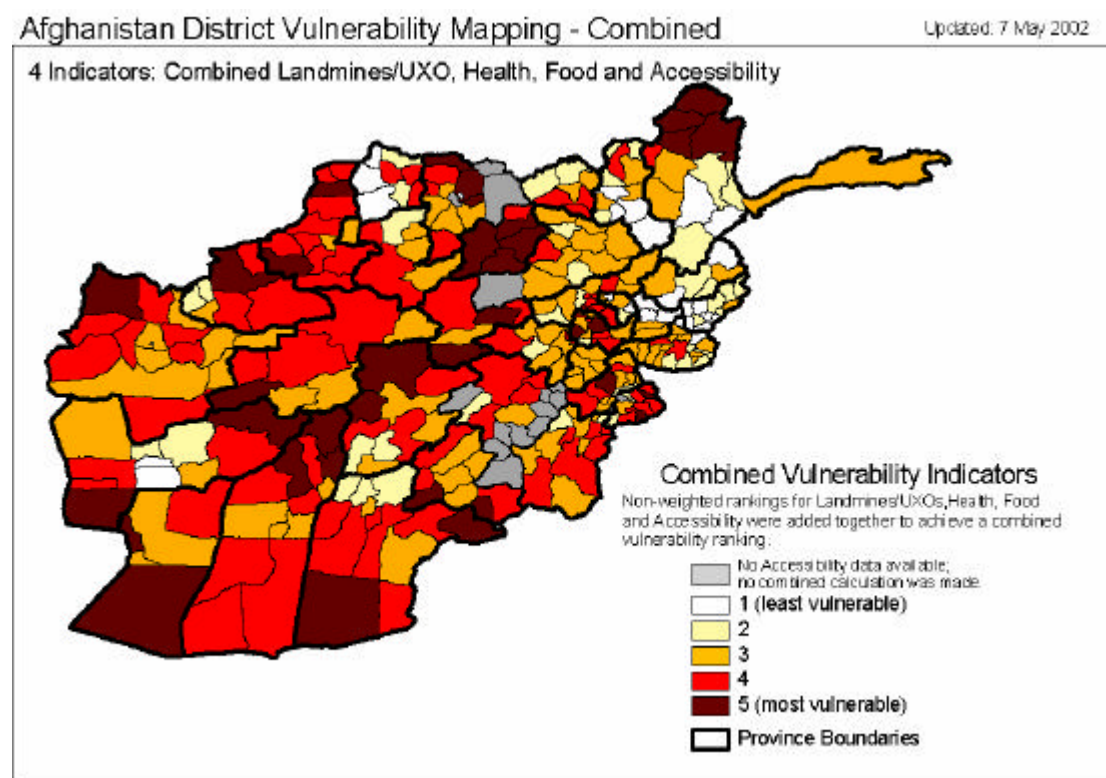 Afghanistan District Vulnerability Mapping - Combined
Updated: 7 May 2002
4 Indicators: Combined Landmines/UXO, Health, Food and Accessibility
Combined Vulnerability Indicators
Non-weighted rankings for Landmines/UXOs,Health, Food
and Accessibility were added together to achieve a combined
vulnerability ranking.
No Accessibility data available;
no combined calculation was made.
1 (least vulnerable)
2
3
4
5 (most vulnerable)
Province Boundaries